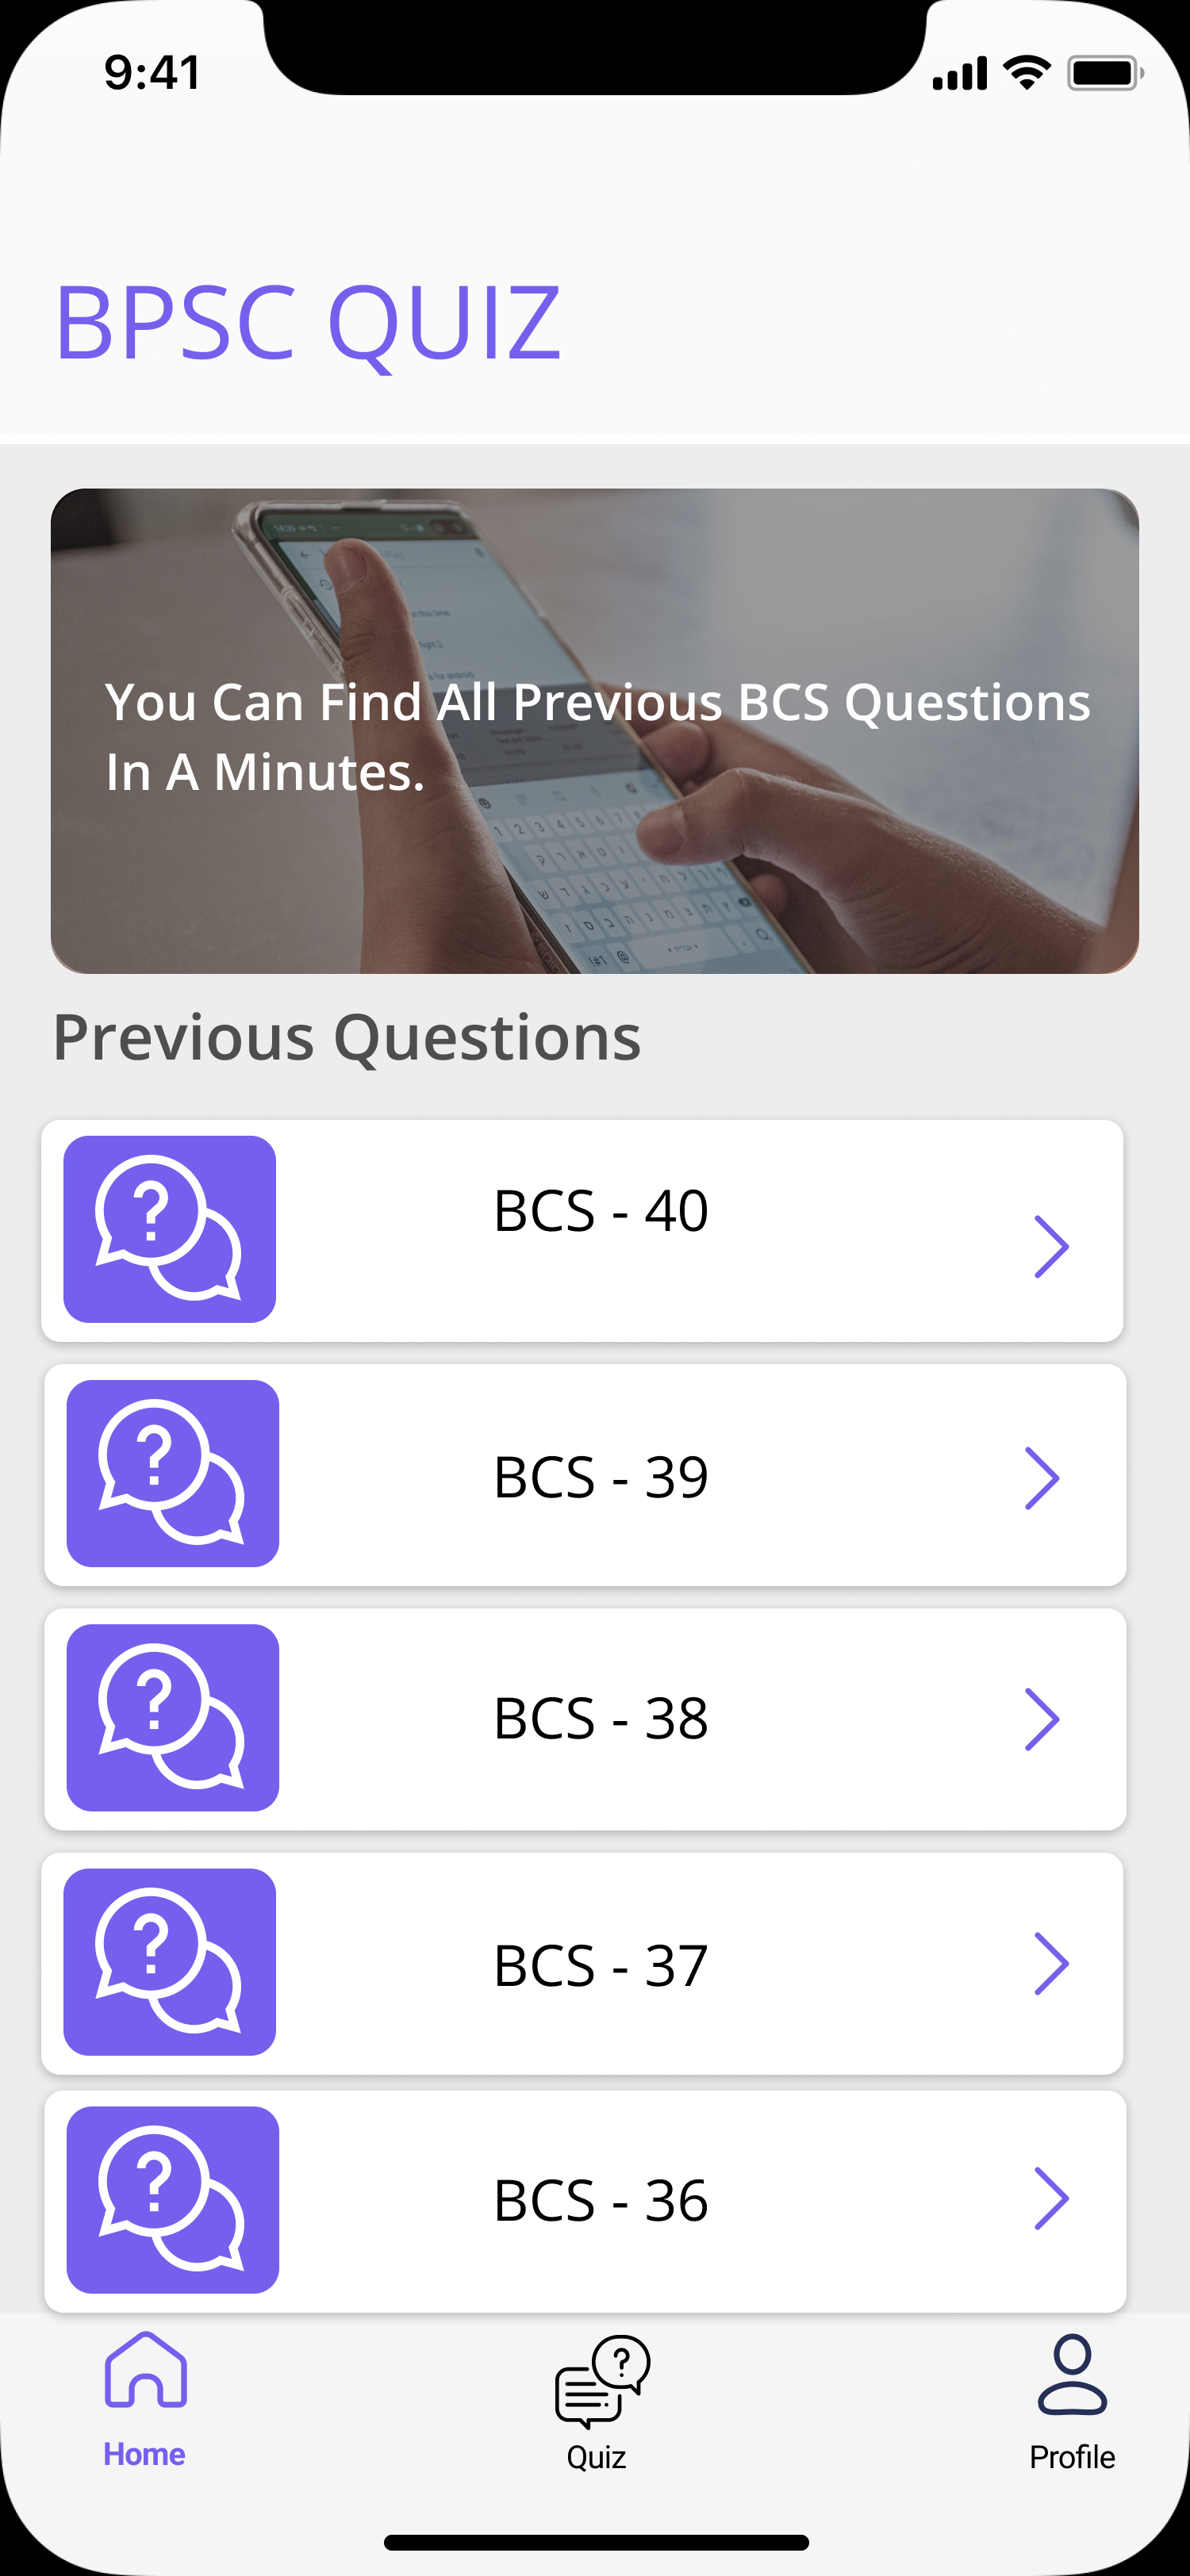 9:41
BPSC QUIZ
You Can Find All Previous BCS Questions
In A Minutes.
Previous Questions
?
BCS - 40
?
BCS - 39
?
BCS - 38
?
BCS - 37
?
BCS - 36
?
Home
Quiz
Profile